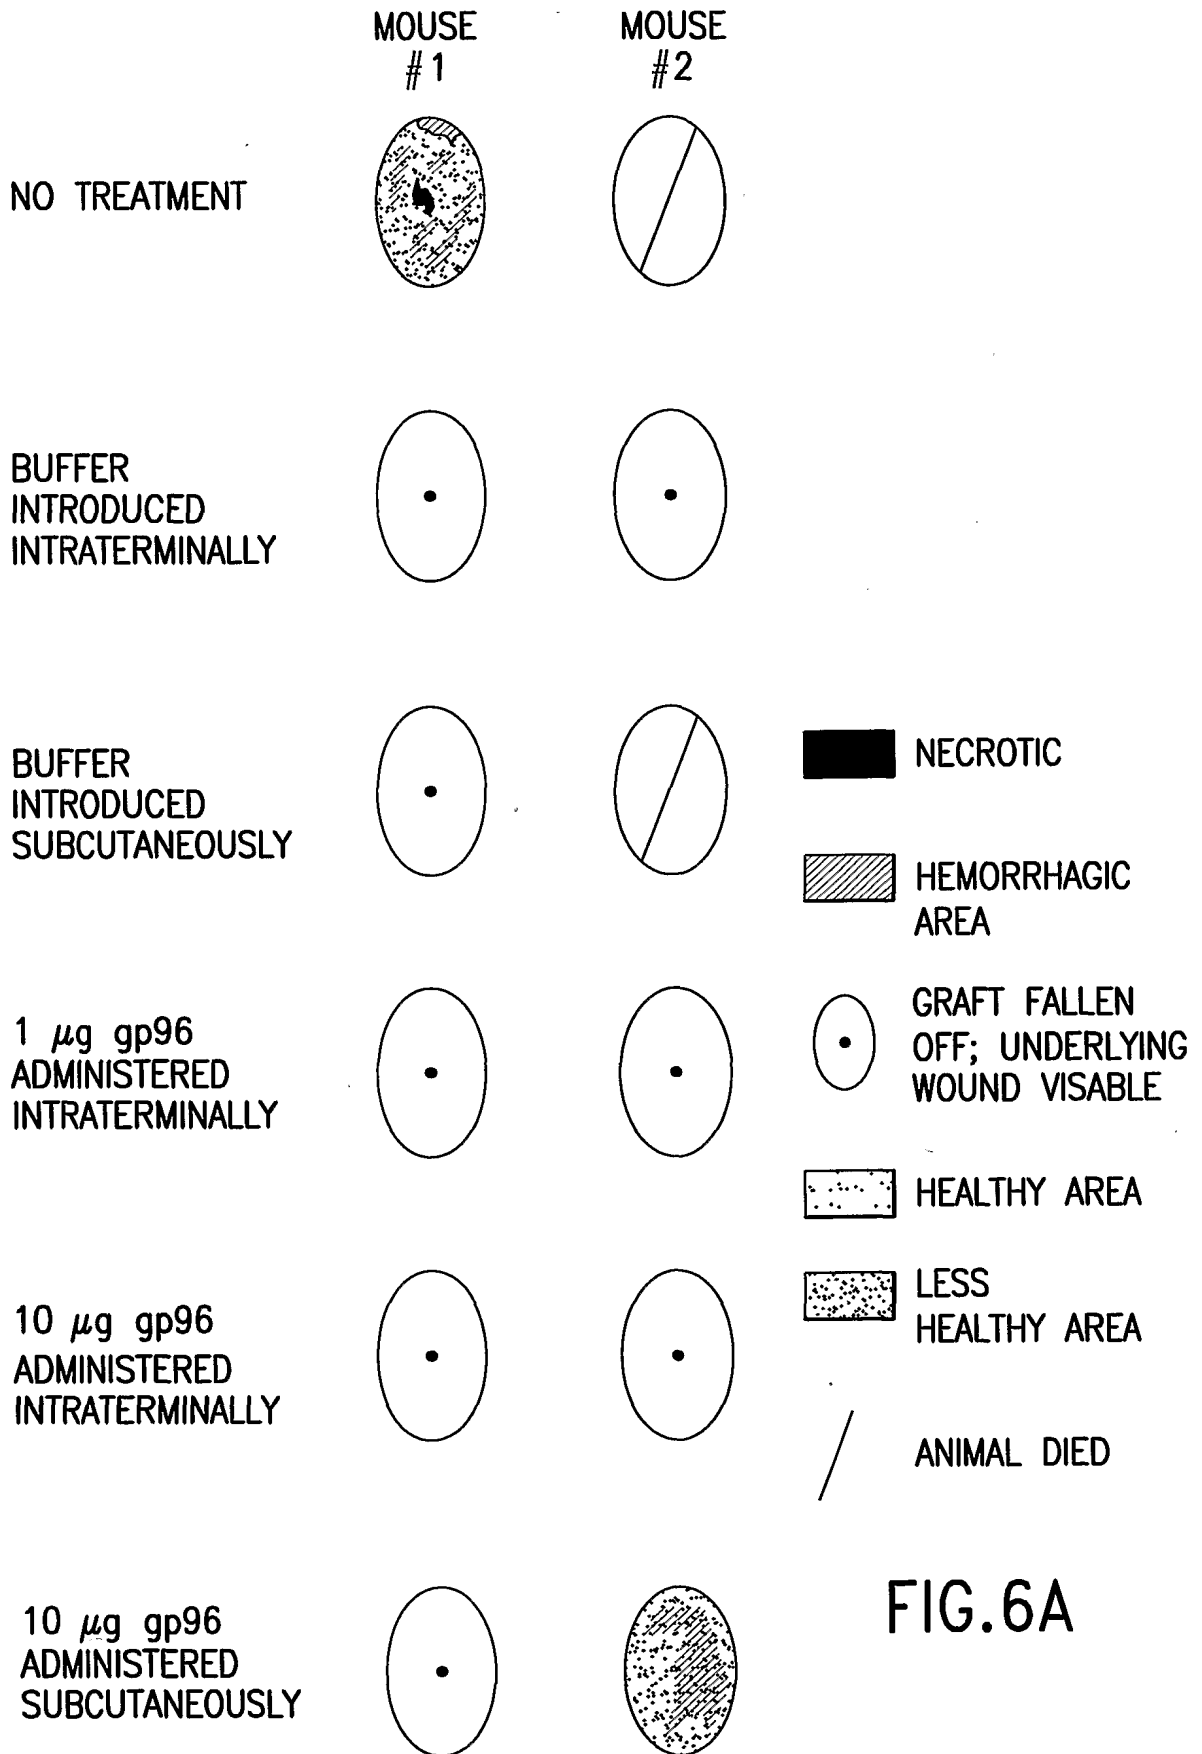 MOUSE
#1
MOUSE
#2
NO TREATMENT
BUFFER
INTRODUCED
INTRATERMINALLY
BUFFER
INTRODUCED
SUBCUTANEOUSLY
1 μg gp96
ADMINISTERED
INTRATERMINALLY
10 μg gp96
ADMINISTERED
INTRATERMINALLY
10 μg gp96
ADMINISTERED
SUBCUTANEOUSLY
NECROTIC
HEMORRHAGIC
AREA
GRAFT FALLEN
OFF; UNDERLYING
WOUND VISABLE
HEALTHY AREA
LESS
HEALTHY AREA
ANIMAL DIED
FIG.6A